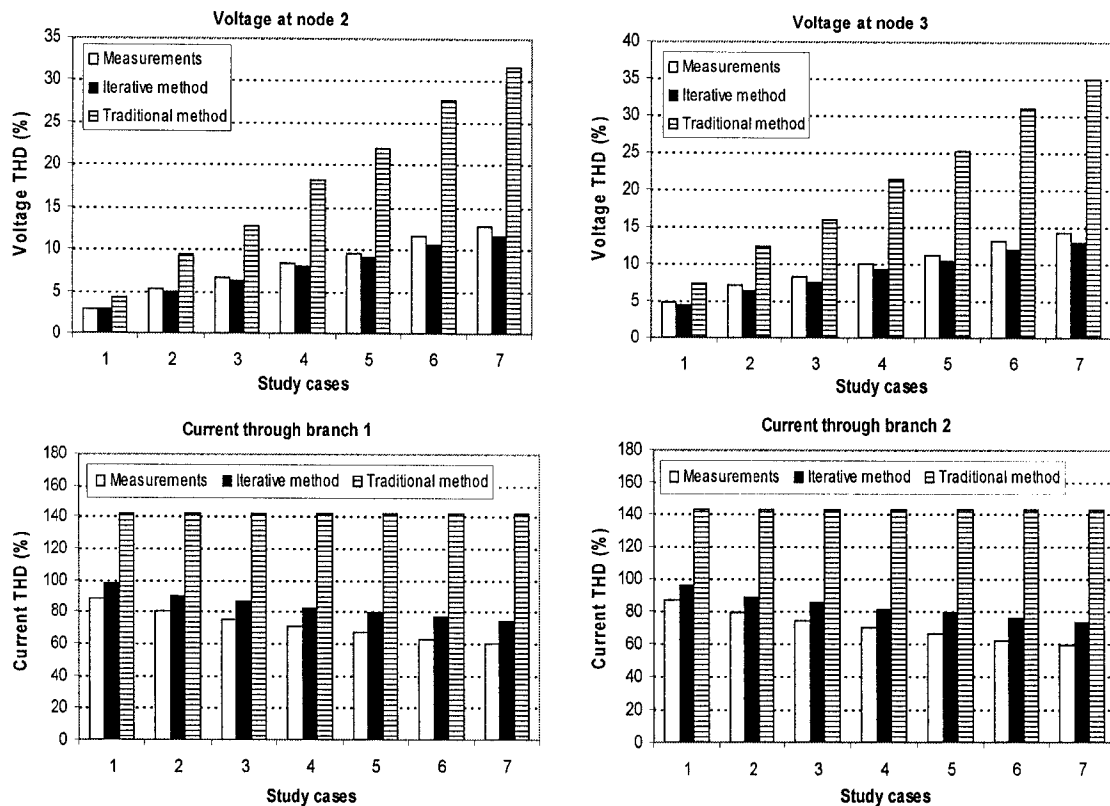 Voltage at node 2
35
30
25
20
15
10
5
0
Voltage THD (%)
Measurements
Iterative method
Traditional method
1 2 3 4 5 6 7
Study cases
Voltage at node 3
40
35
30
25
20
15
10
5
0
Voltage THD (%)
Measurements
Iterative method
Traditional method
1 2 3 4 5 6 7
Study cases
Current through branch 1
180
160
140
120
100
80
60
40
20
0
Current THD (%)
Measurements Iterative method Traditional method
1 2 3 4 5 6 7
Study cases
Current through branch 2
180
160
140
120
100
80
60
40
20
0
Current THD (%)
Measurements Iterative method Traditional method
1 2 3 4 5 6 7
Study cases